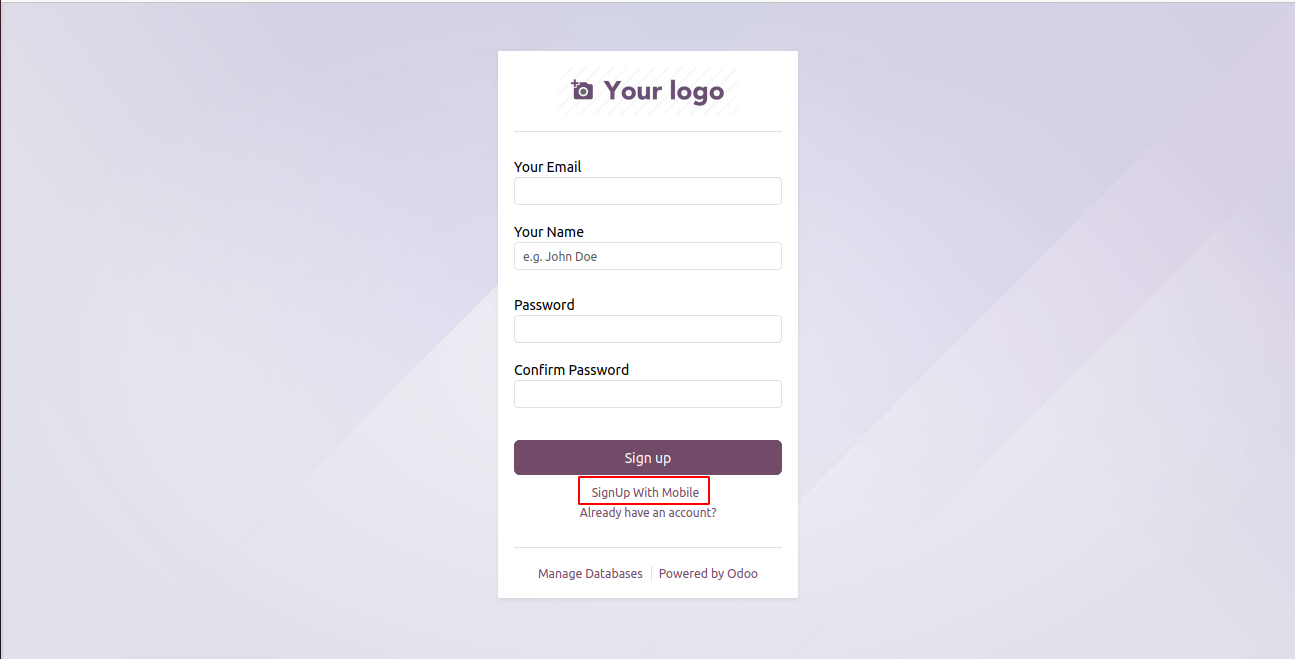 Your logo
Your Email
Your Name
e.g. John Doe
Password
Confirm Password
Sign up
SignUp With Mobile
Already have an account?
Manage Databases Powered by Odoo